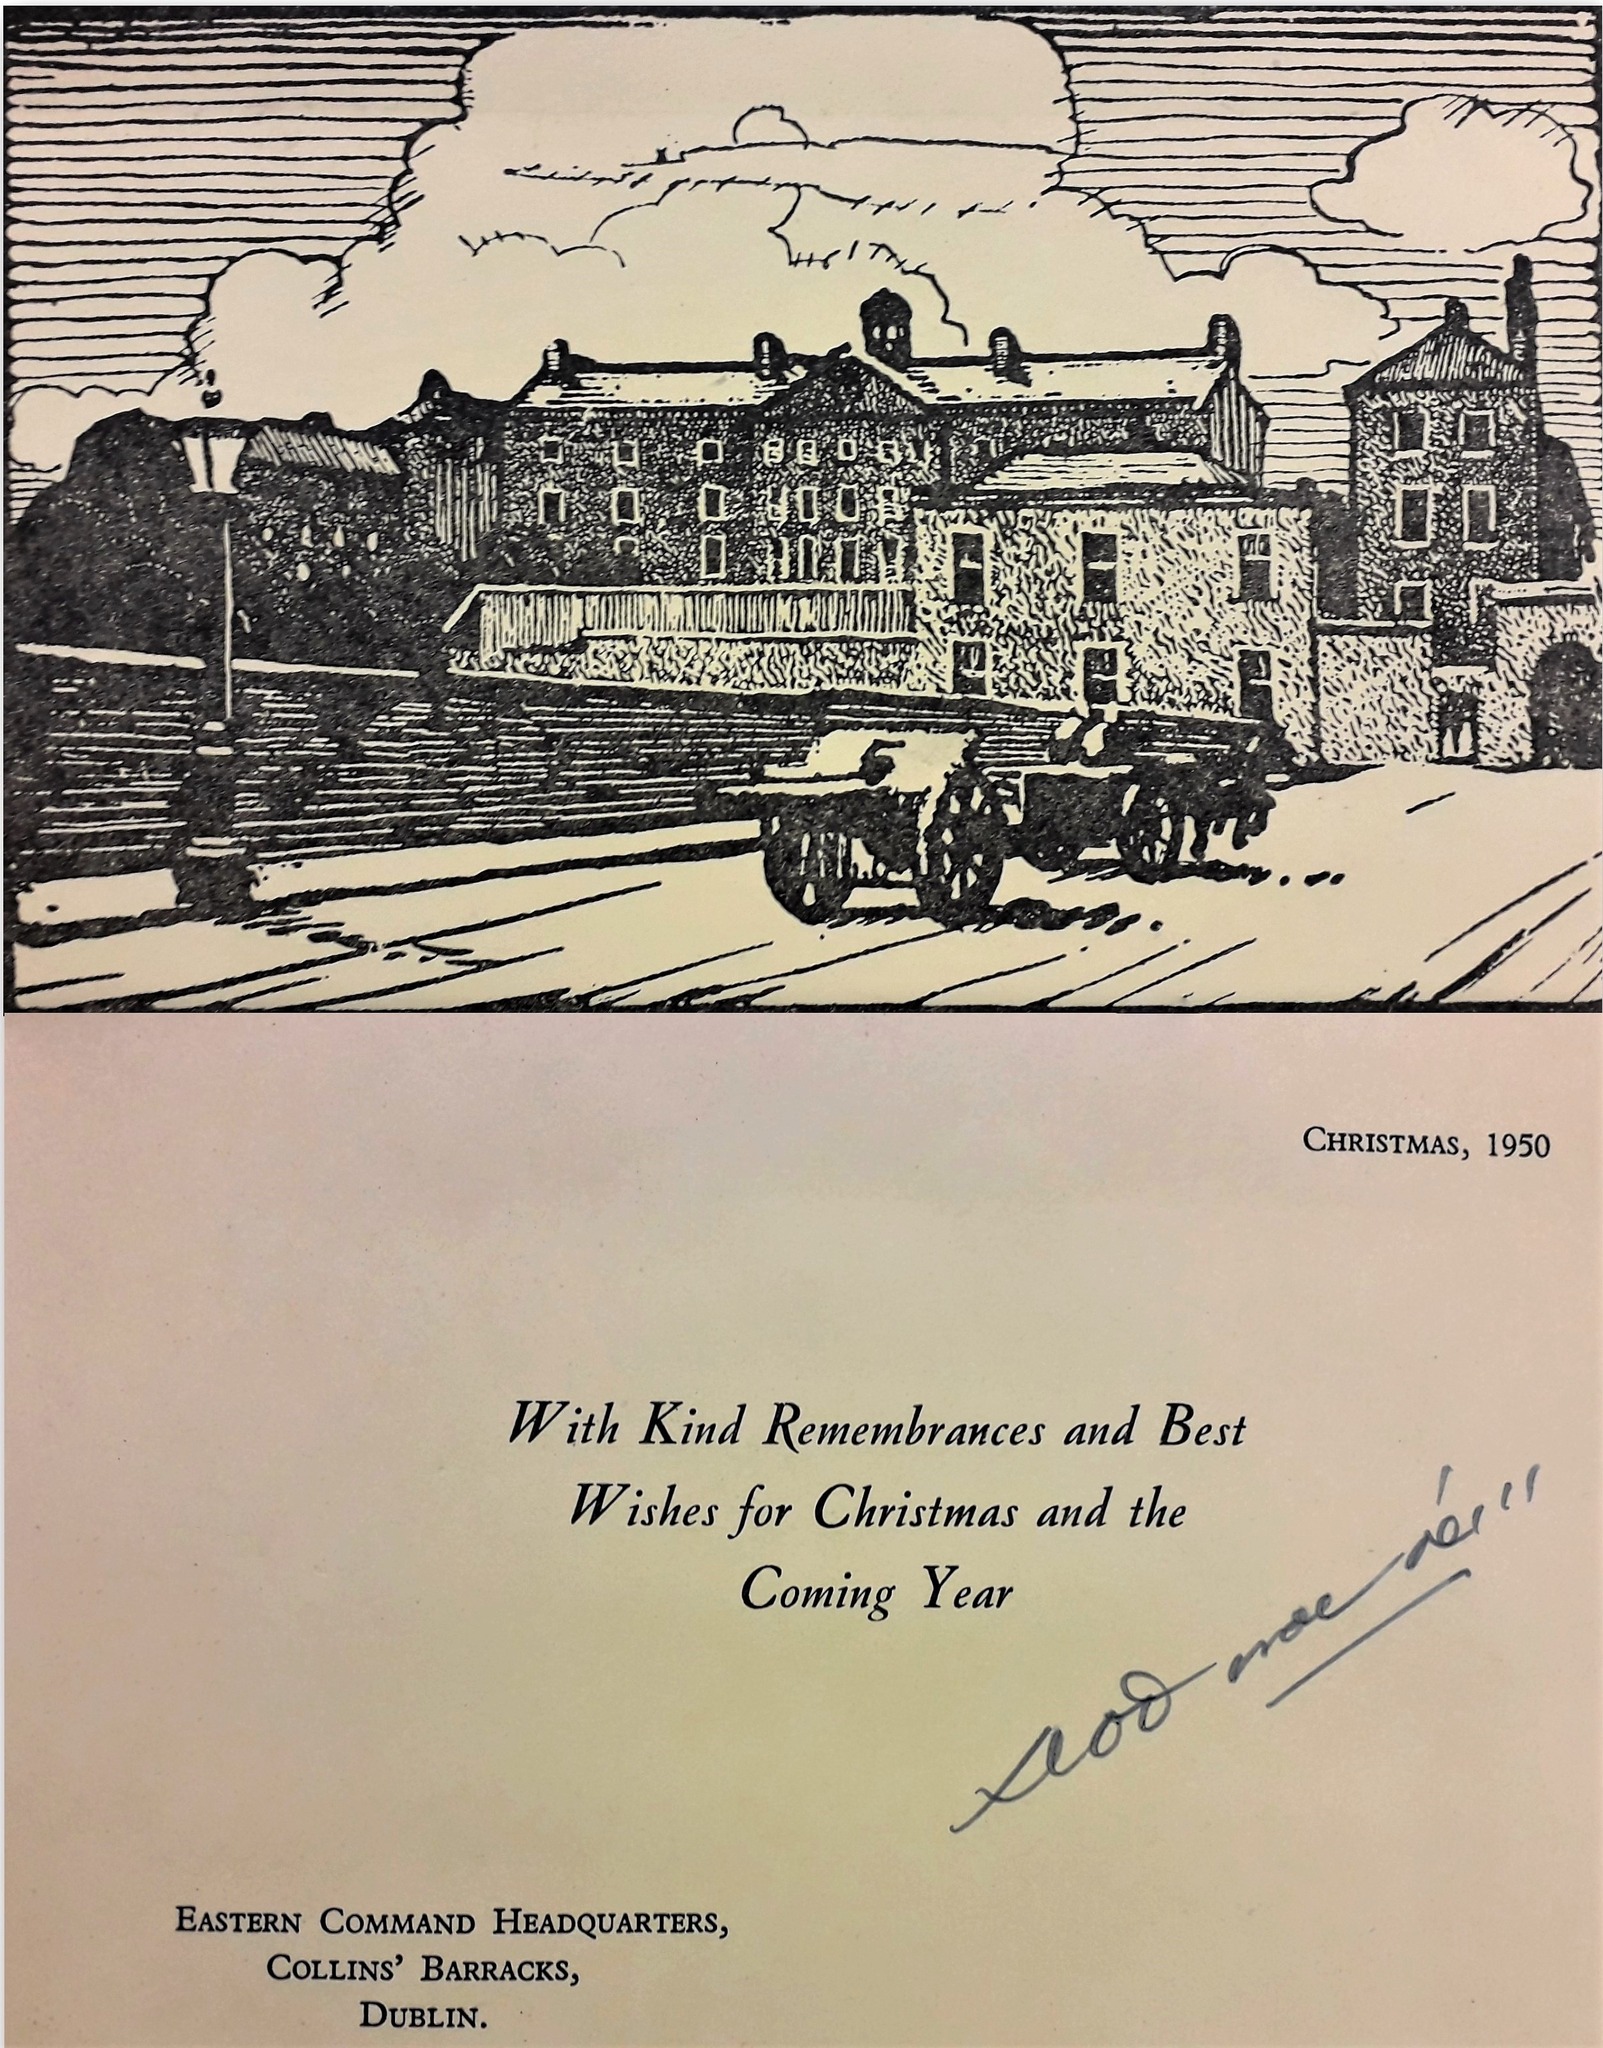 CHRISTMAS, 1950
With Kind Remembrances and Best
Wishes for Christmas and the
Coming Year
EASTERN COMMAND HEADQUARTERS,
COLLINS’ BARRACKS,
DUBLIN.